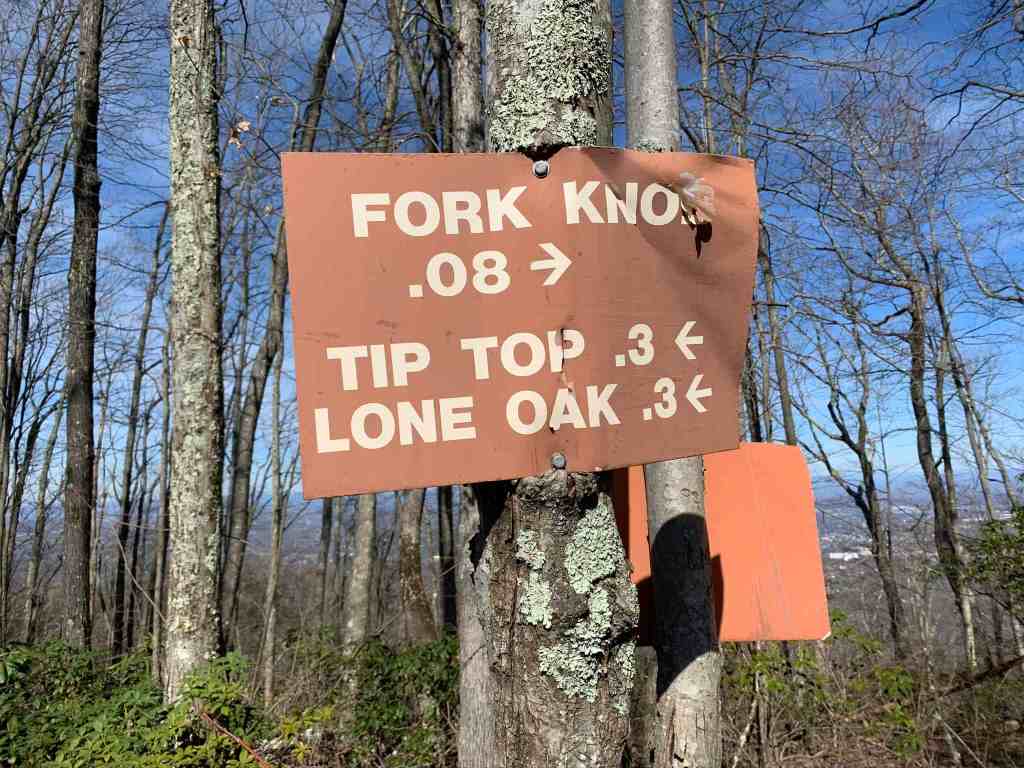 FORK KNO
.08 →
TIP TOP .3 ←
LONE OAK .3 ←